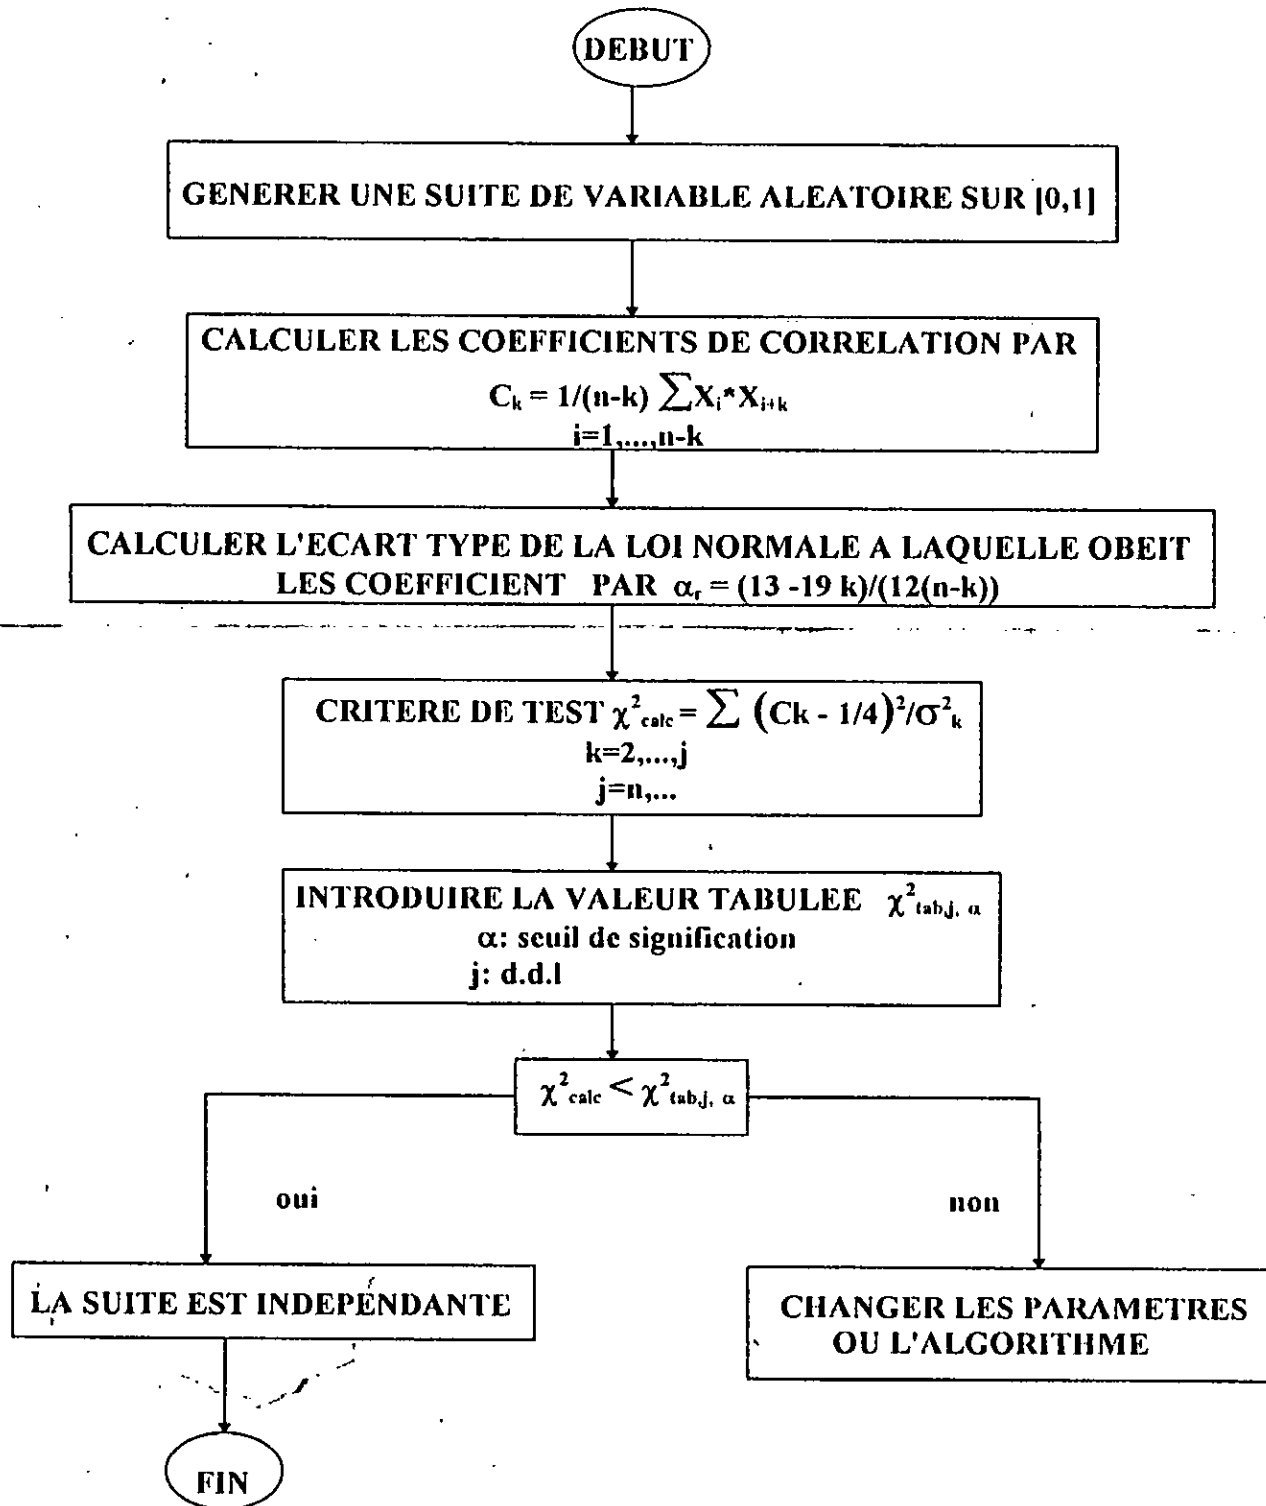 DEBUT
GENERER UNE SUITE DE VARIABLE ALEATOIRE SUR [0,1]
CALCULER LES COEFFICIENTS DE CORRELATION PAR
Cₖ = 1/(n-k) ∑Xᵢ*Xᵢ₊ₖ
i=1,...,n-k
CALCULER L'ECART TYPE DE LA LOI NORMALE A LAQUELLE OBEIT
LES COEFFICIENT PAR αᵣ = (13 -19 k)/(12(n-k))
CRITERE DE TEST χ²calc = ∑ (Ck - 1/4)²/σ²ₖ
k=2,...,j
j=n,...
INTRODUIRE LA VALEUR TABULEE χ²tab,j, α
α: seuil de signification
j: d.d.l
χ²calc < χ²tab,j, α
oui
non
LA SUITE EST INDEPÉNDANTE
CHANGER LES PARAMETRES
OU L'ALGORITHME
FIN